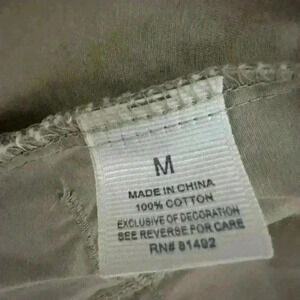 M
MADE IN CHINA
100% COTTON
EXCLUSIVE OF DECORATION
SEE REVERSE FOR CARE
RN# 81492